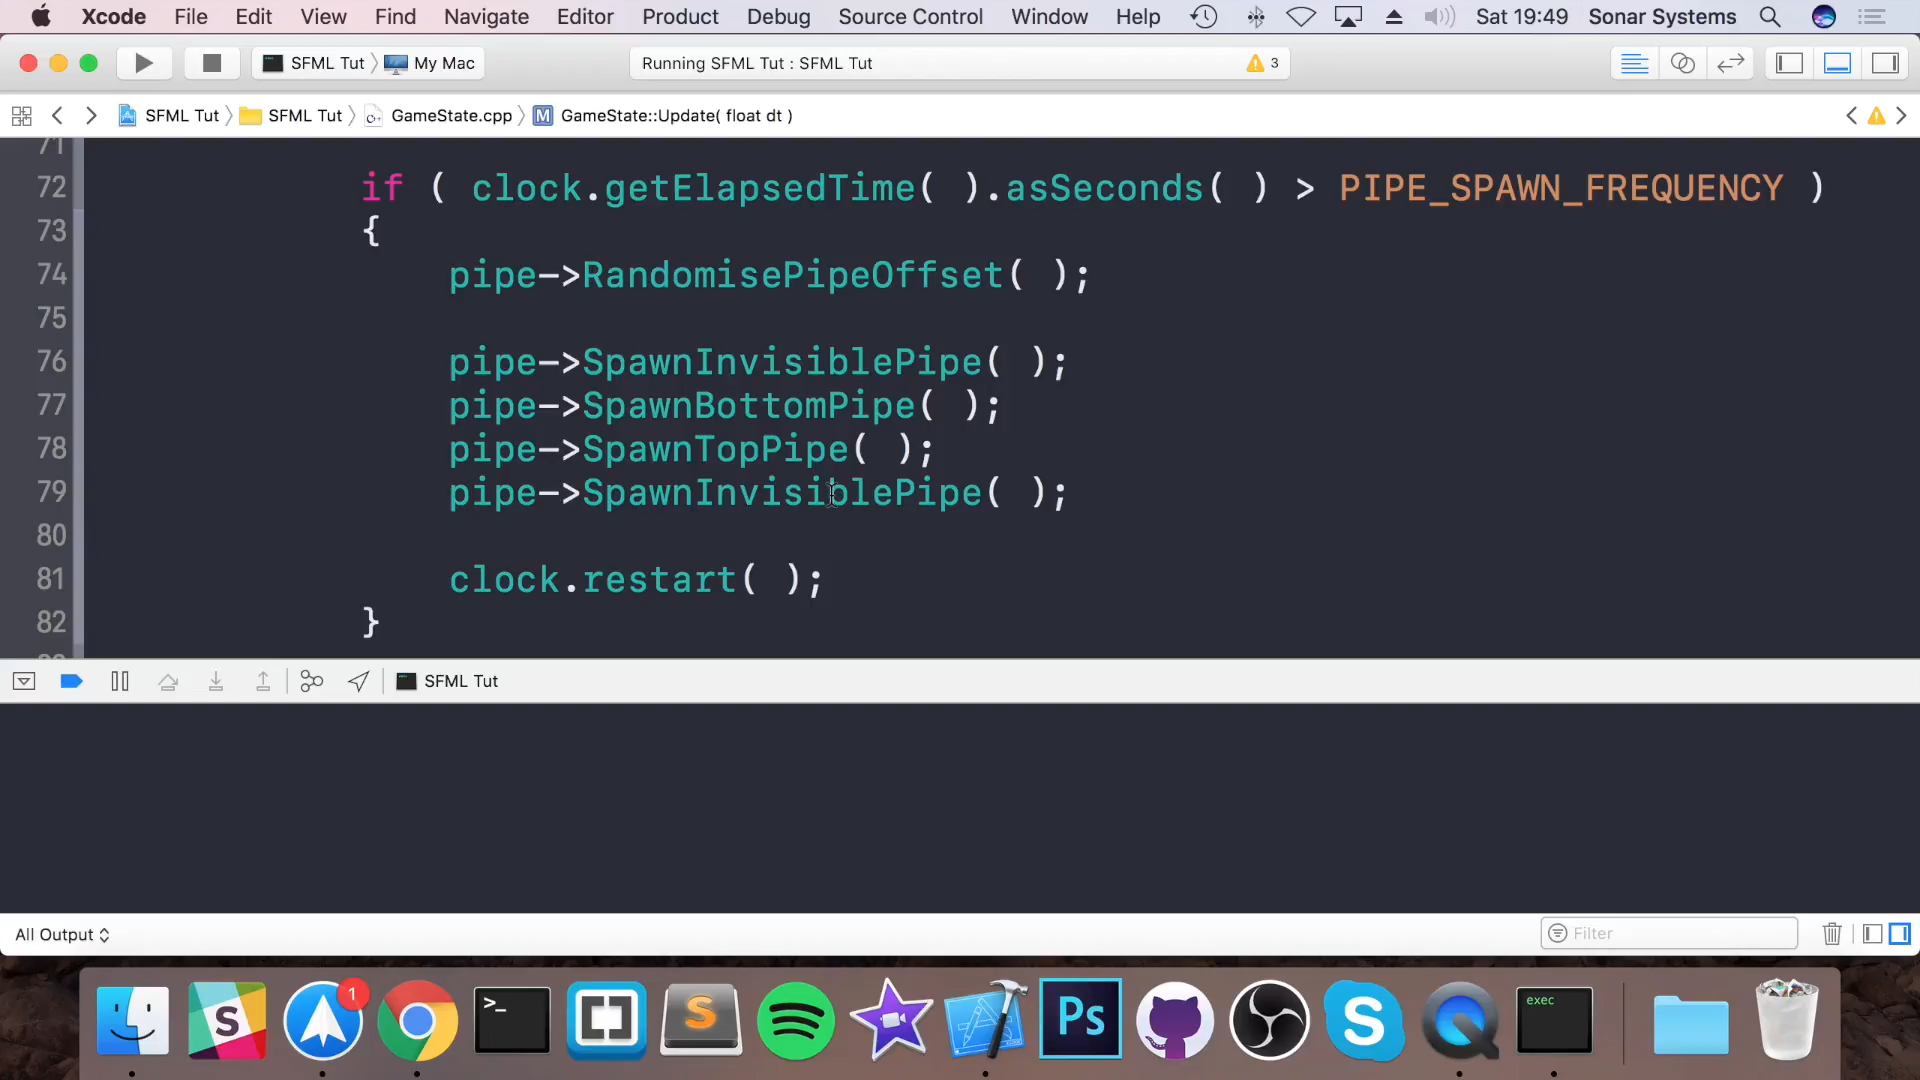 Xcode File Edit View Find Navigate Editor Product Debug Source Control Window Help Sat 19:49 Sonar Systems
SFML Tut My Mac Running SFML Tut : SFML Tut 3
SFML Tut SFML Tut GameState.cpp M GameState::Update( float dt )
71
72 if ( clock.getElapsedTime( ).asSeconds( ) > PIPE_SPAWN_FREQUENCY )
73 {
74 pipe->RandomisePipeOffset( );
75
76 pipe->SpawnInvisiblePipe( );
77 pipe->SpawnBottomPipe( );
78 pipe->SpawnTopPipe( );
79 pipe->SpawnInvisiblePipe( );
80
81 clock.restart( );
82 }
SFML Tut
All Output Filter
S 1 >_ S Ps S exec